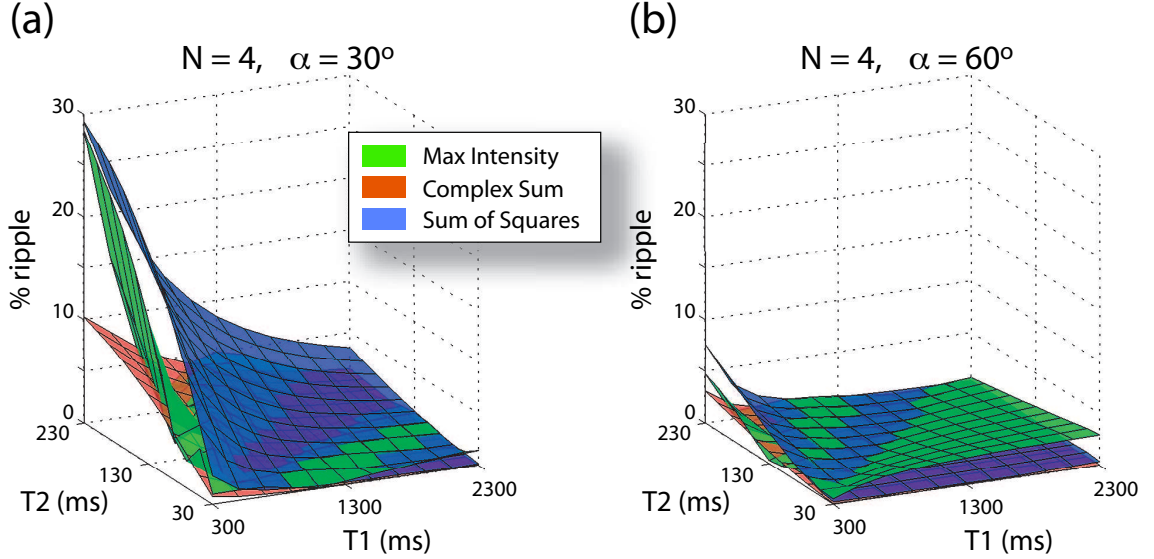 (a)
N = 4, α = 30º
30
20
10
0
% ripple
230
130
30
T2 (ms)
300
1300
2300
T1 (ms)
Max Intensity
Complex Sum
Sum of Squares
(b)
N = 4, α = 60º
30
20
10
0
% ripple
230
130
30
T2 (ms)
300
1300
2300
T1 (ms)